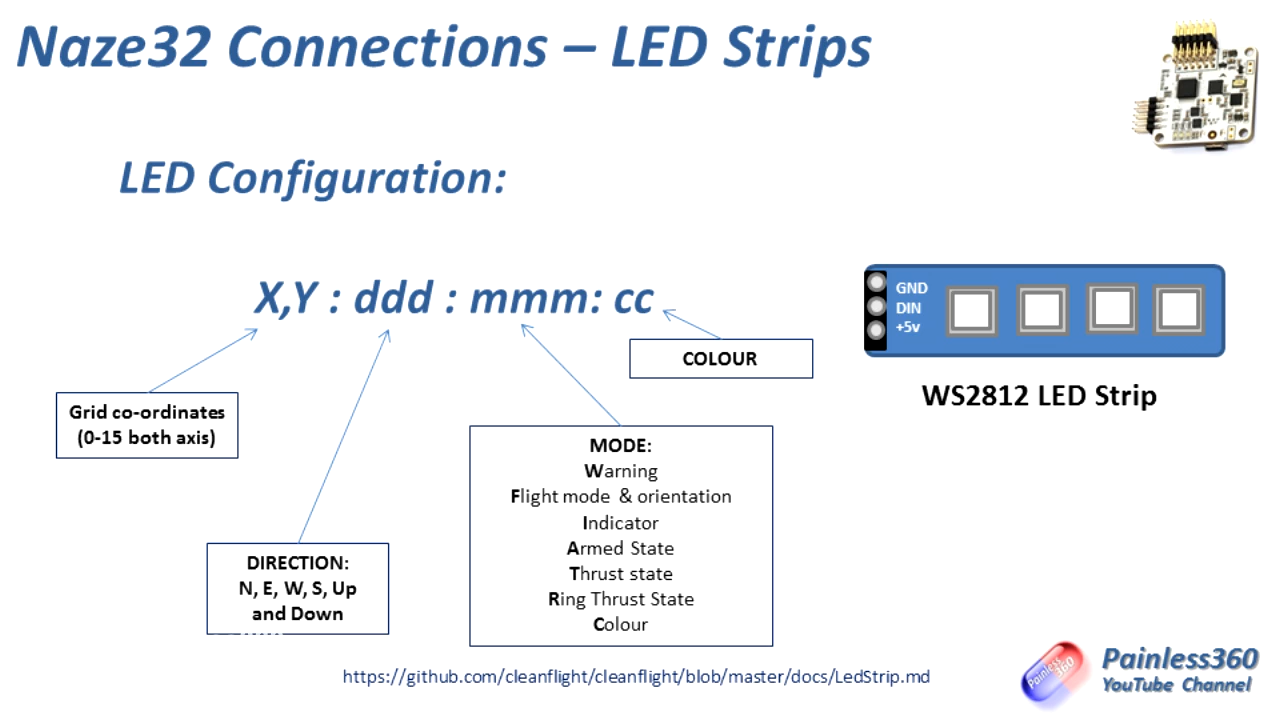 Naze32 Connections – LED Strips
LED Configuration:
X,Y : ddd : mmm: cc
GND
DIN
+5v
COLOUR
WS2812 LED Strip
Grid co-ordinates
(0-15 both axis)
MODE:
Warning
Flight mode & orientation
Indicator
Armed State
Thrust state
Ring Thrust State
Colour
DIRECTION:
N, E, W, S, Up
and Down
https://github.com/cleanflight/cleanflight/blob/master/docs/LedStrip.md
Painless
360
Painless360
YouTube Channel